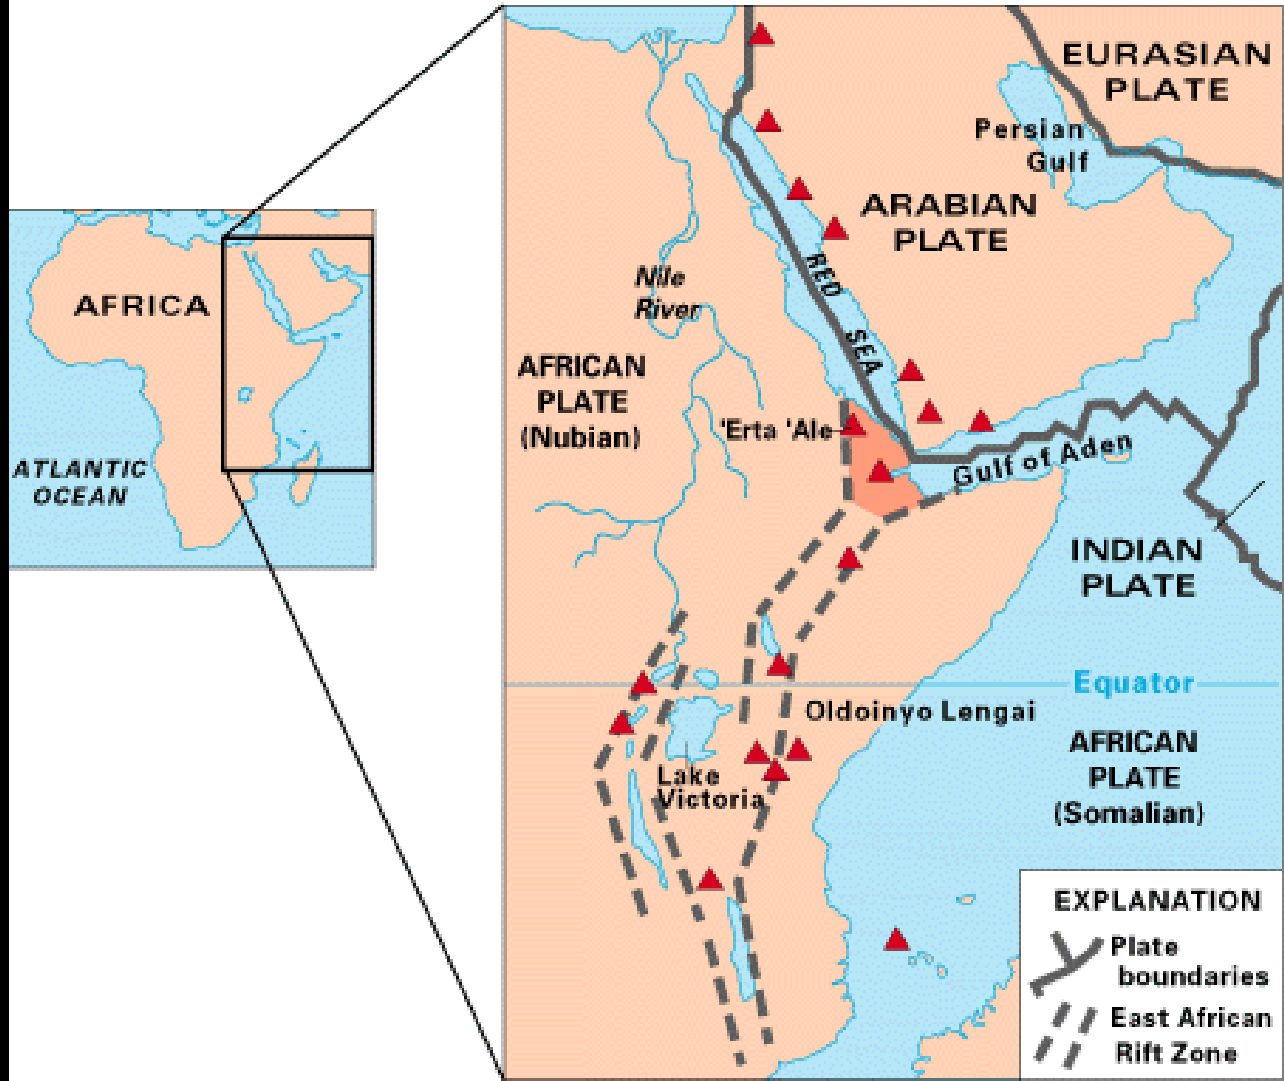 AFRICA
ATLANTIC
OCEAN
EURASIAN
PLATE
Persian
Gulf
ARABIAN
PLATE
RED
SEA
Nile
River
AFRICAN
PLATE
(Nubian)
'Erta 'Ale
Gulf of Aden
INDIAN
PLATE
Equator
Oldoinyo Lengai
AFRICAN
PLATE
(Somalian)
Lake
Victoria
EXPLANATION
Plate
boundaries
East African
Rift Zone